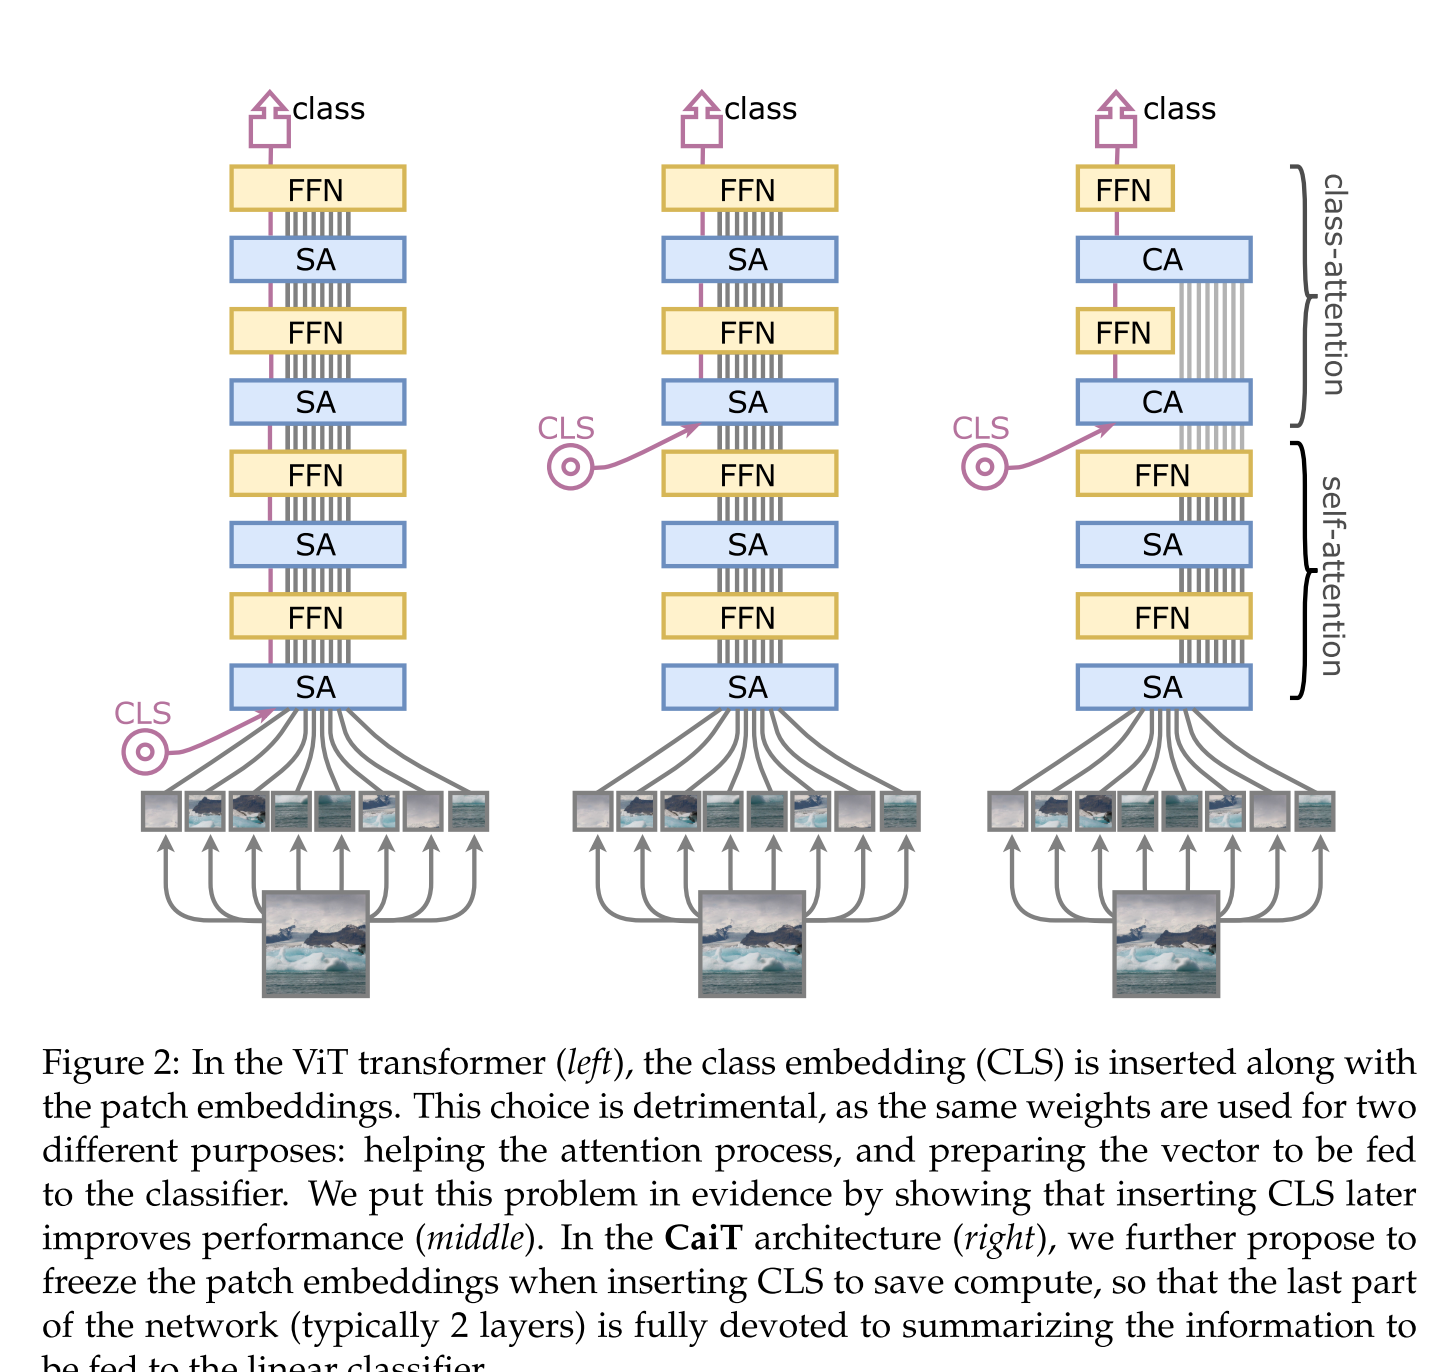 class
class
class
FFN
FFN
FFN
SA
SA
CA
FFN
FFN
FFN
SA
SA
CA
class-attention
CLS
CLS
FFN
FFN
FFN
SA
SA
SA
FFN
FFN
FFN
SA
SA
SA
self-attention
CLS
Figure 2: In the ViT transformer (left), the class embedding (CLS) is inserted along with
the patch embeddings. This choice is detrimental, as the same weights are used for two
different purposes: helping the attention process, and preparing the vector to be fed
to the classifier. We put this problem in evidence by showing that inserting CLS later
improves performance (middle). In the CaiT architecture (right), we further propose to
freeze the patch embeddings when inserting CLS to save compute, so that the last part
of the network (typically 2 layers) is fully devoted to summarizing the information to
be fed to the linear classifier.